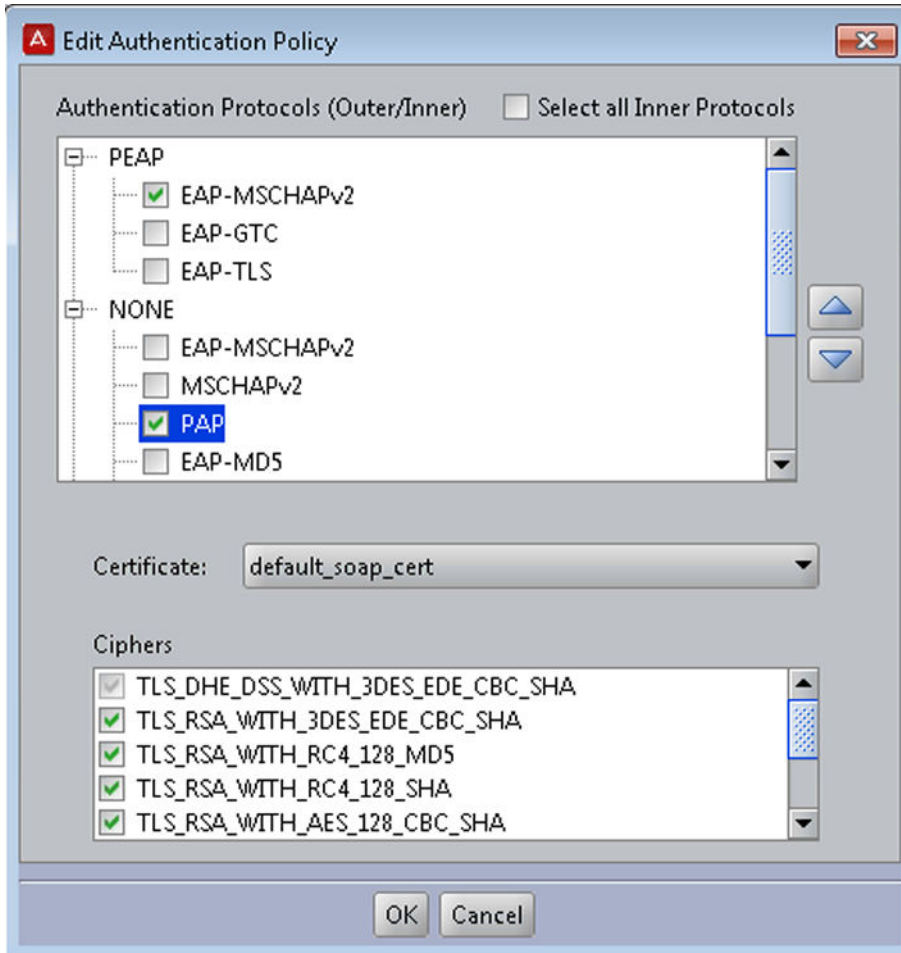 A Edit Authentication Policy
Authentication Protocols (Outer/Inner) Select all Inner Protocols
PEAP
EAP-MSCHAPv2
EAP-GTC
EAP-TLS
NONE
EAP-MSCHAPv2
MSCHAPv2
PAP
EAP-MD5
Certificate: default_soap_cert
Ciphers
TLS_DHE_DSS_WITH_3DES_EDE_CBC_SHA
TLS_RSA_WITH_3DES_EDE_CBC_SHA
TLS_RSA_WITH_RC4_128_MD5
TLS_RSA_WITH_RC4_128_SHA
TLS_RSA_WITH_AES_128_CBC_SHA
OK Cancel